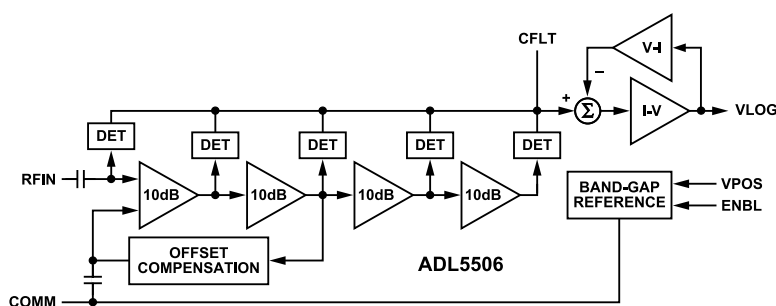 CFLT
V-I
–
+
Σ
I-V
VLOG
DET
DET
DET
DET
DET
RFIN
10dB
10dB
10dB
10dB
BAND-GAP
REFERENCE
VPOS
ENBL
OFFSET
COMPENSATION
ADL5506
COMM